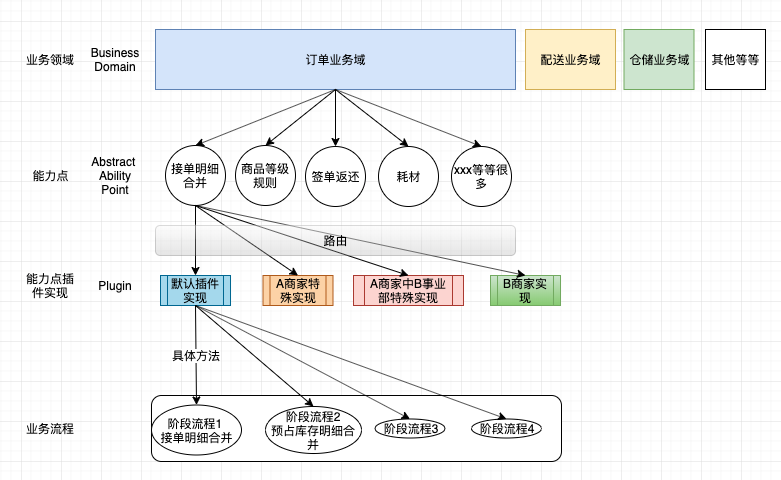 业务领域
Business
Domain
订单业务域
配送业务域
仓储业务域
其他等等
能力点
Abstract
Ability
Point
接单明细
合并
商品等级
规则
签单返还
耗材
xxx等等很
多
路由
能力点插
件实现
Plugin
默认插件
实现
A商家特
殊实现
A商家中B事业
部特殊实现
B商家实
现
具体方法
业务流程
阶段流程1
接单明细合并
阶段流程2
预占库存明细合
并
阶段流程3
阶段流程4